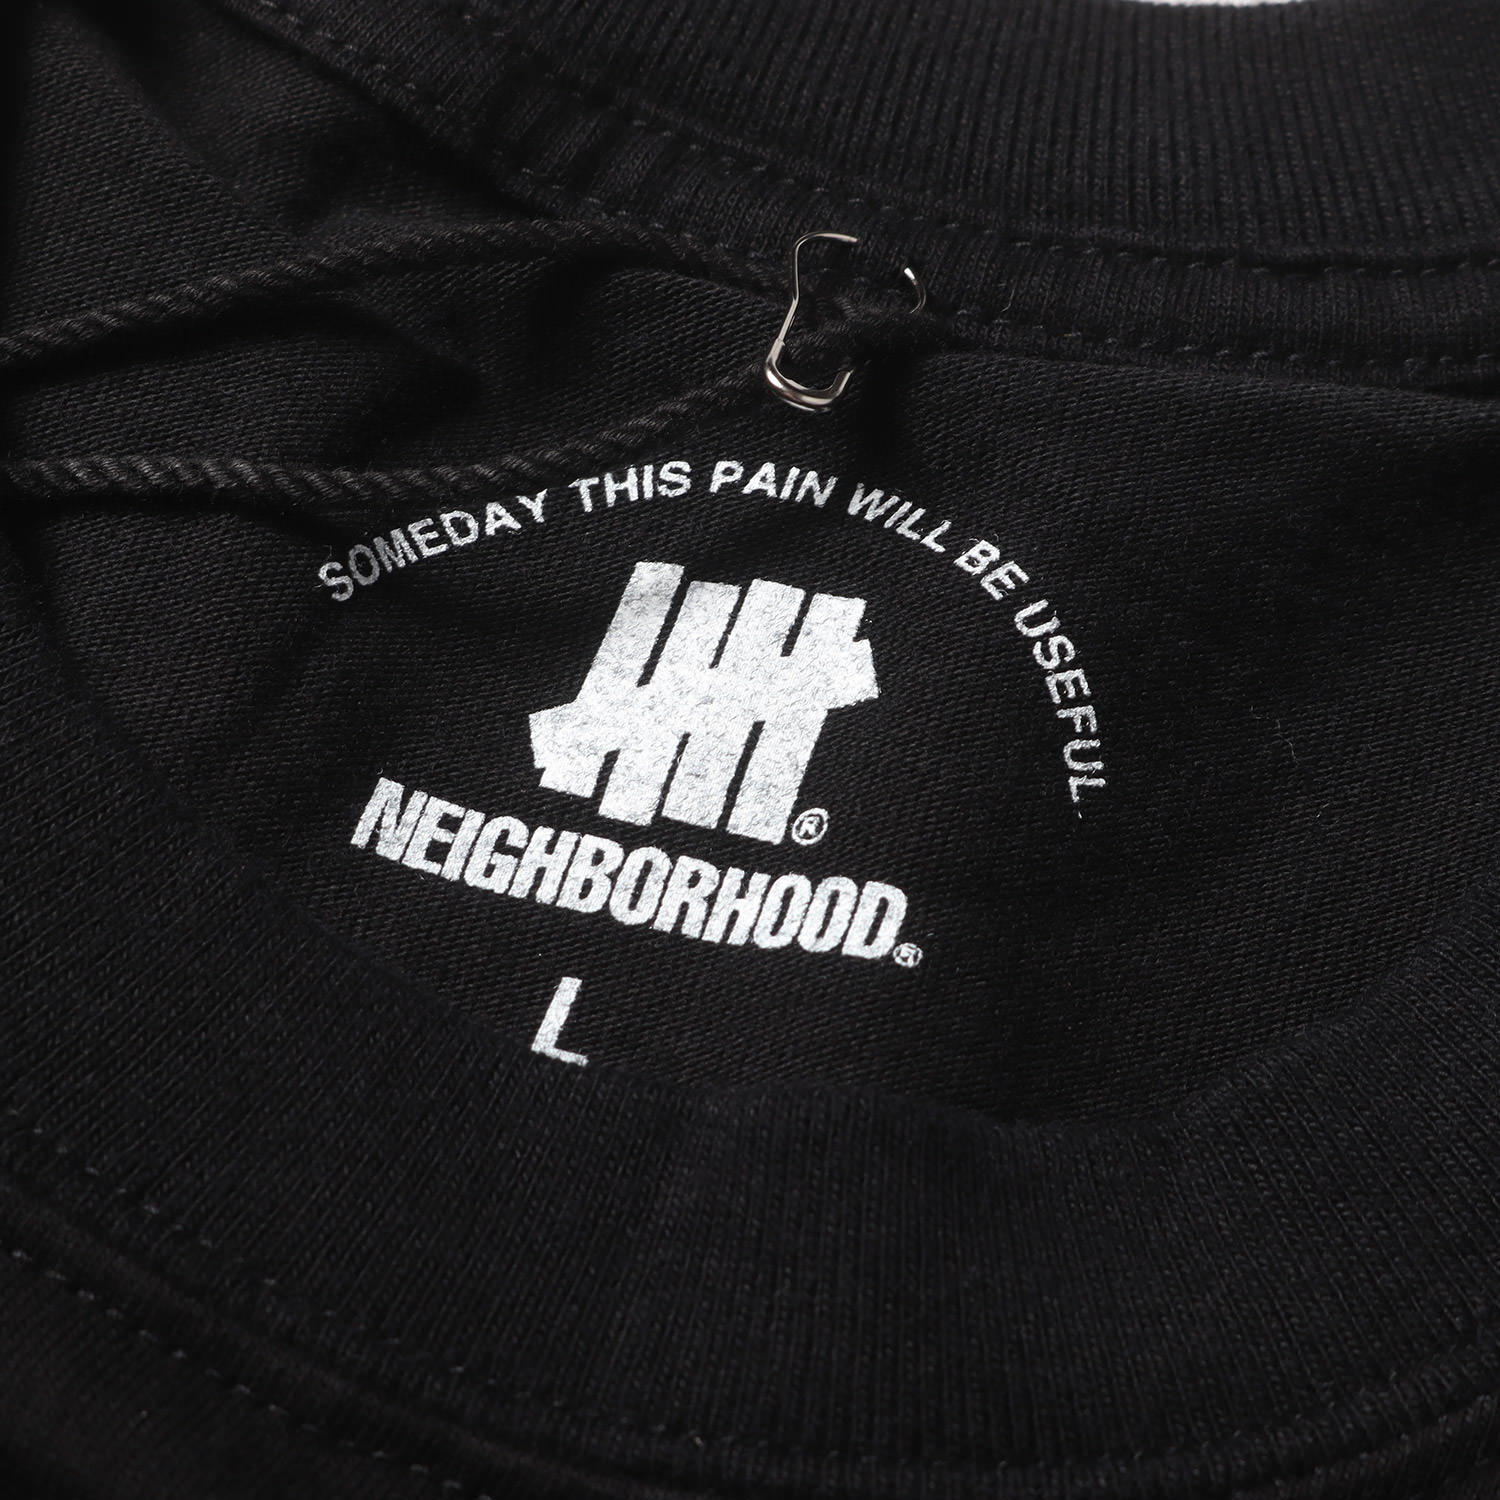 SOMEDAY THIS PAIN WILL BE USEFUL
®
NEIGHBORHOOD®
L